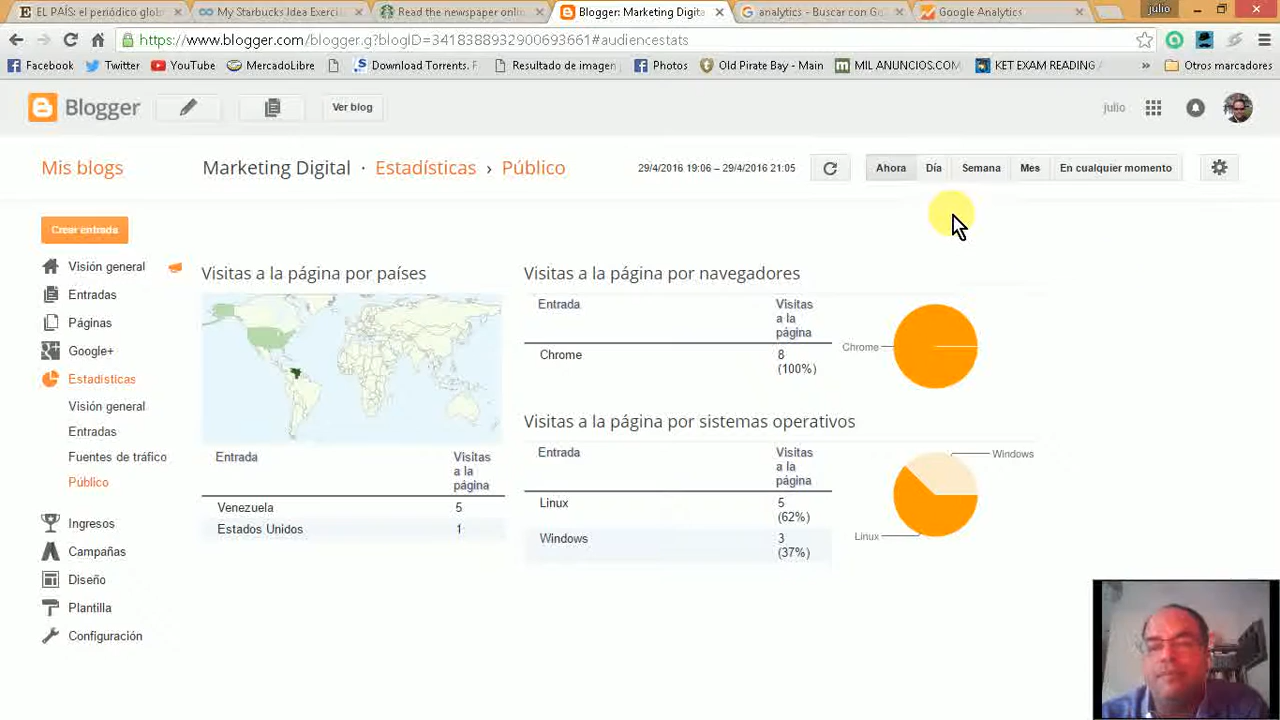 EL PAÍS: el periódico glob
My Starbucks Idea Exerci
Read the newspaper onli
Blogger: Marketing Digita
analytics - Buscar con Go
Google Analytics
julio
https://www.blogger.com/blogger.g?blogID=3418388932900693661#audiencestats
Facebook
Twitter
YouTube
MercadoLibre
Download Torrents. F
Resultado de imagen
Photos
Old Pirate Bay - Main
MIL ANUNCIOS.COM
KET EXAM READING
»
Otros marcadores
Blogger
Ver blog
julio
Mis blogs
Marketing Digital · Estadísticas › Público
29/4/2016 19:06 – 29/4/2016 21:05
Ahora
Día
Semana
Mes
En cualquier momento
Crear entrada
Visión general
Entradas
Páginas
Google+
Estadísticas
Visión general
Entradas
Fuentes de tráfico
Público
Ingresos
Campañas
Diseño
Plantilla
Configuración
Visitas a la página por países
Entrada
Visitas
a la
página
Venezuela 5
Estados Unidos 1
Visitas a la página por navegadores
Entrada
Visitas
a la
página
Chrome 8
(100%)
Chrome
Visitas a la página por sistemas operativos
Entrada
Visitas
a la
página
Linux 5
(62%)
Windows 3
(37%)
Windows
Linux